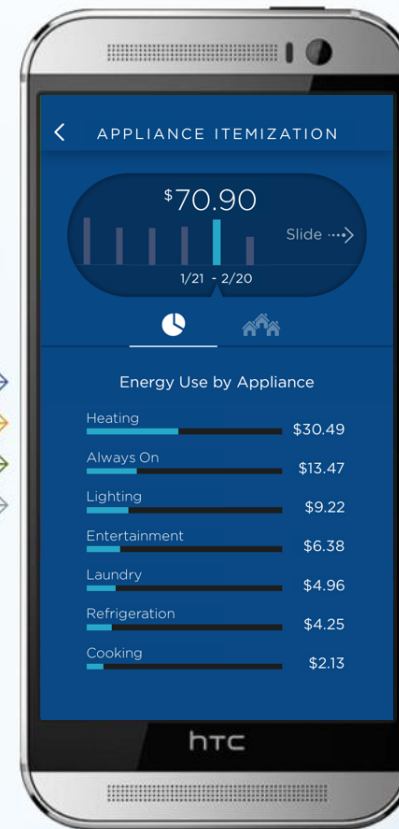 APPLIANCE ITEMIZATION
$70.90
Slide
1/21 - 2/20
Energy Use by Appliance
Heating $30.49
Always On $13.47
Lighting $9.22
Entertainment $6.38
Laundry $4.96
Refrigeration $4.25
Cooking $2.13
hTC